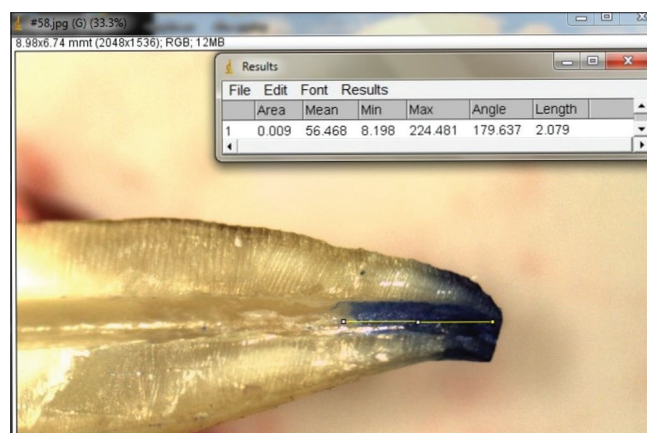 #58.jpg (G) (33.3%)
8.98x6.74 mmt (2048x1536); RGB; 12MB
Results
File Edit Font Results
Area Mean Min Max Angle Length
1 0.009 56.468 8.198 224.481 179.637 2.079